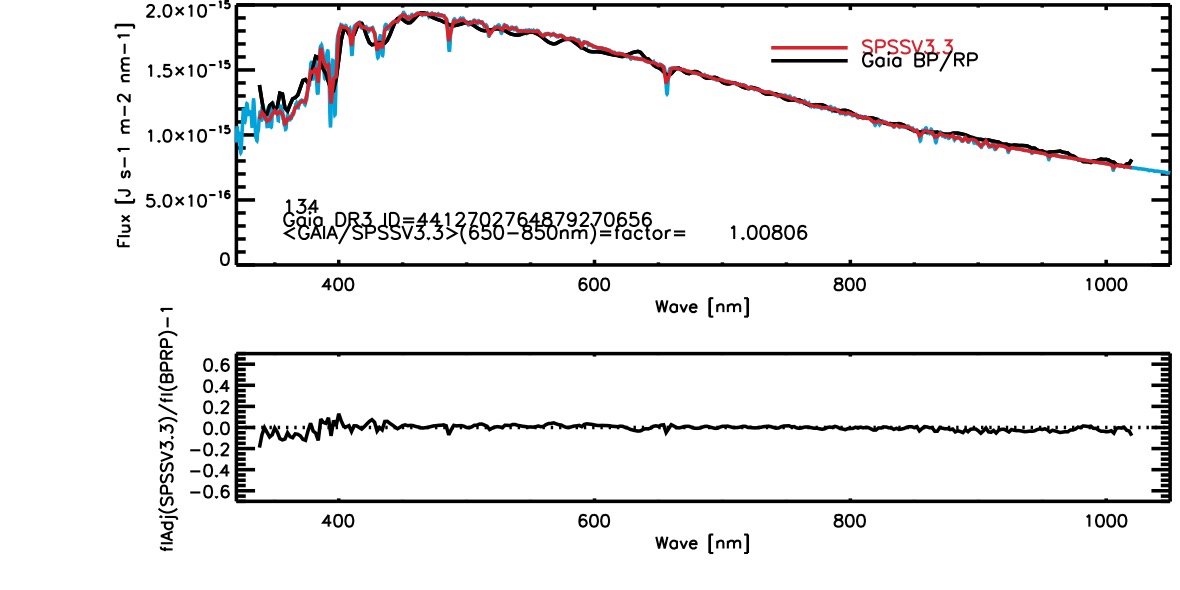 2.0×10−15
1.5×10−15
1.0×10−15
5.0×10−16
0
Flux [J s−1 m−2 nm−1]
SPSSV3.3
Gaia BP/RP
134
Gaia DR3 ID=4412702764879270656
<GAIA/SPSSV3.3>(650−850nm)=factor= 1.00806
400 600 800 1000
Wave [nm]
flAdj(SPSSV3.3)/fl(BPRP)−1
0.6
0.4
0.2
0.0
−0.2
−0.4
−0.6
400 600 800 1000
Wave [nm]